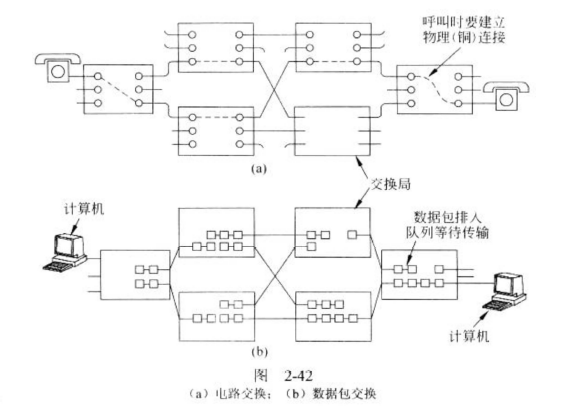 呼叫时要建立
物理(铜)连接
(a)
交换局
计算机
数据包排入
队列等待传输
计算机
(b)
图 2-42
(a) 电路交换; (b) 数据包交换